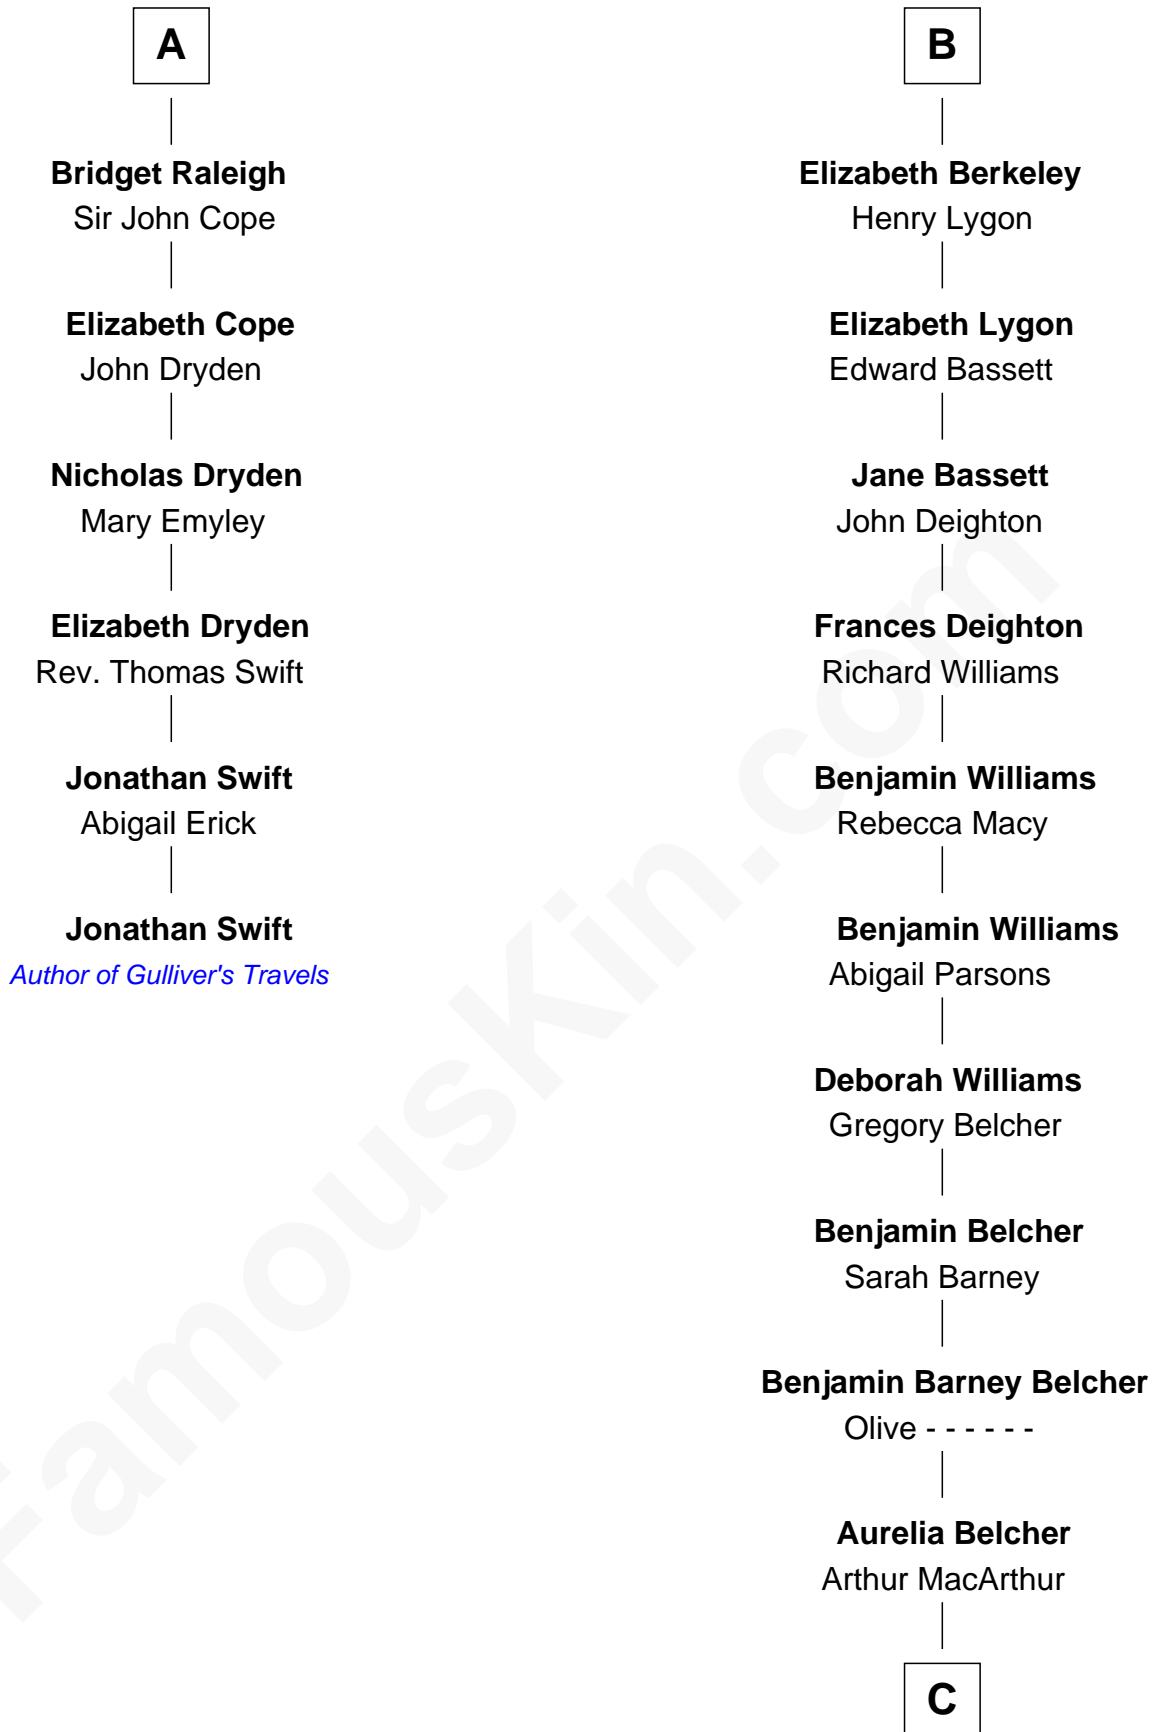 A
Bridget Raleigh
Sir John Cope
Elizabeth Cope
John Dryden
Nicholas Dryden
Mary Emyley
Elizabeth Dryden
Rev. Thomas Swift
Jonathan Swift
Abigail Erick
Jonathan Swift
Author of Gulliver's Travels
B
Elizabeth Berkeley
Henry Lygon
Elizabeth Lygon
Edward Bassett
Jane Bassett
John Deighton
Frances Deighton
Richard Williams
Benjamin Williams
Rebecca Macy
Benjamin Williams
Abigail Parsons
Deborah Williams
Gregory Belcher
Benjamin Belcher
Sarah Barney
Benjamin Barney Belcher
Olive - - - - - -
Aurelia Belcher
Arthur MacArthur
C
FamousKin.com